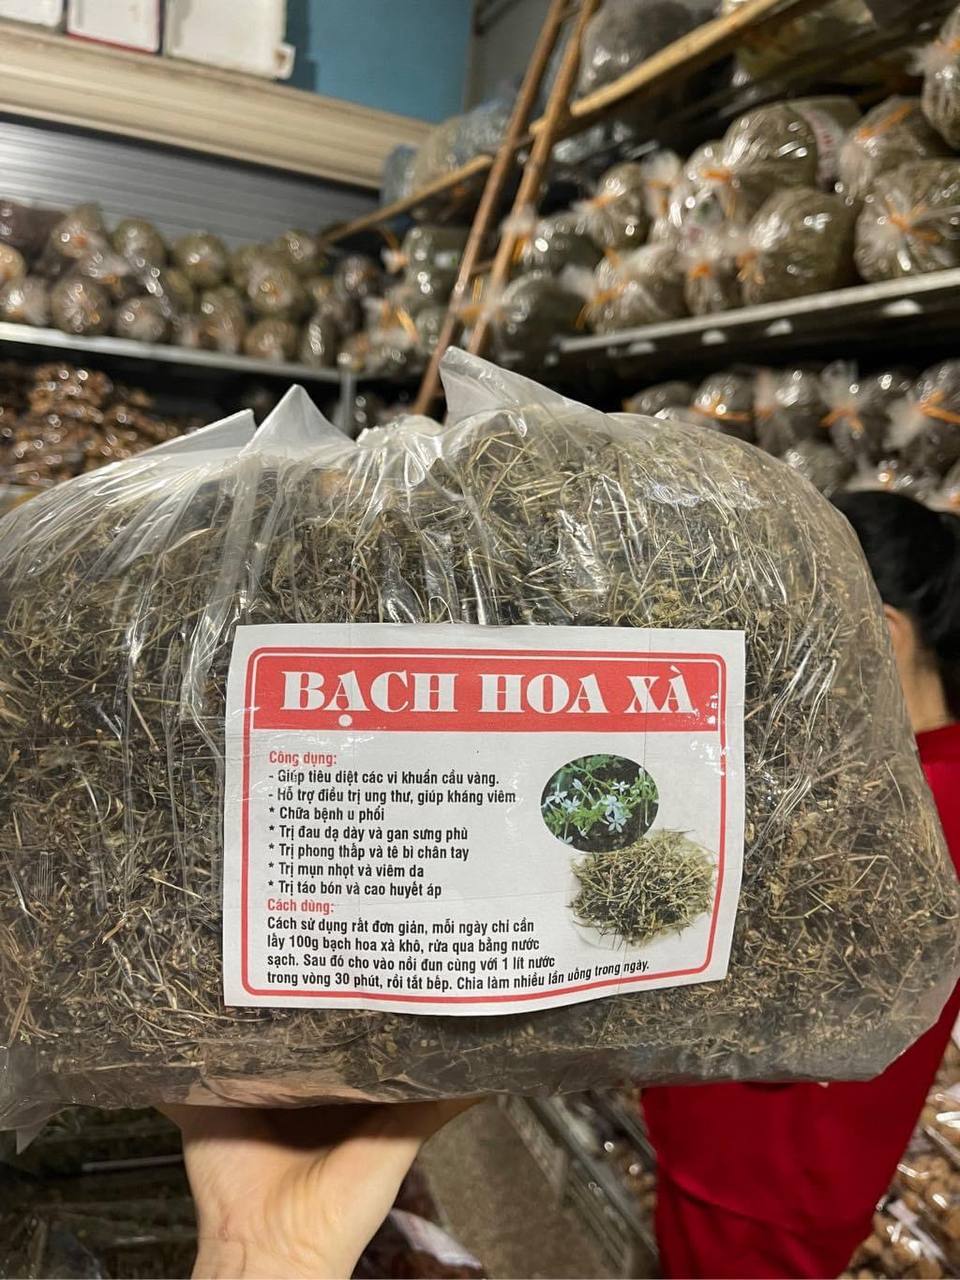 BẠCH HOA XÀ
Công dụng:
- Giúp tiêu diệt các vi khuẩn cầu vàng.
- Hỗ trợ điều trị ung thư, giúp kháng viêm
* Chữa bệnh u phổi
* Trị đau dạ dày và gan sưng phù
* Trị phong thấp và tê bì chân tay
* Trị mụn nhọt và viêm da
* Trị táo bón và cao huyết áp
Cách dùng:
Cách sử dụng rất đơn giản, mỗi ngày chỉ cần
lấy 100g bạch hoa xà khô, rửa qua bằng nước
sạch. Sau đó cho vào nồi đun cùng với 1 lít nước
trong vòng 30 phút, rồi tắt bếp. Chia làm nhiều lần uống trong ngày.